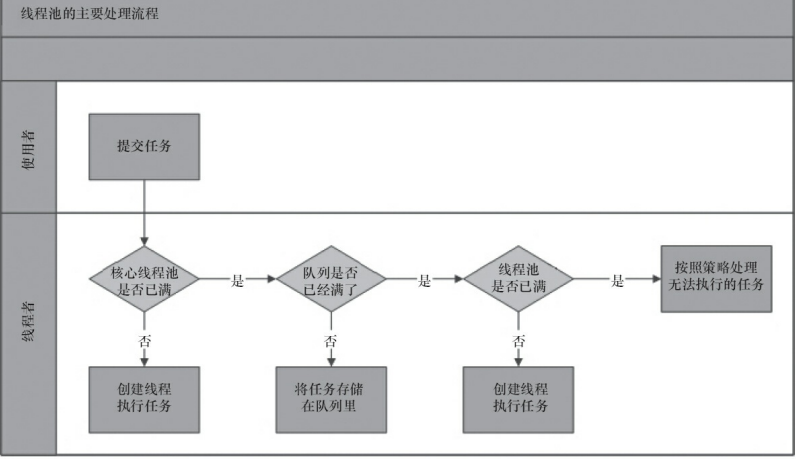 线程池的主要处理流程
使用者
提交任务
线程者
核心线程池
是否已满
是
队列是否
已经满了
是
线程池
是否已满
是
按照策略处理
无法执行的任务
否
否
否
创建线程
执行任务
将任务存储
在队列里
创建线程
执行任务